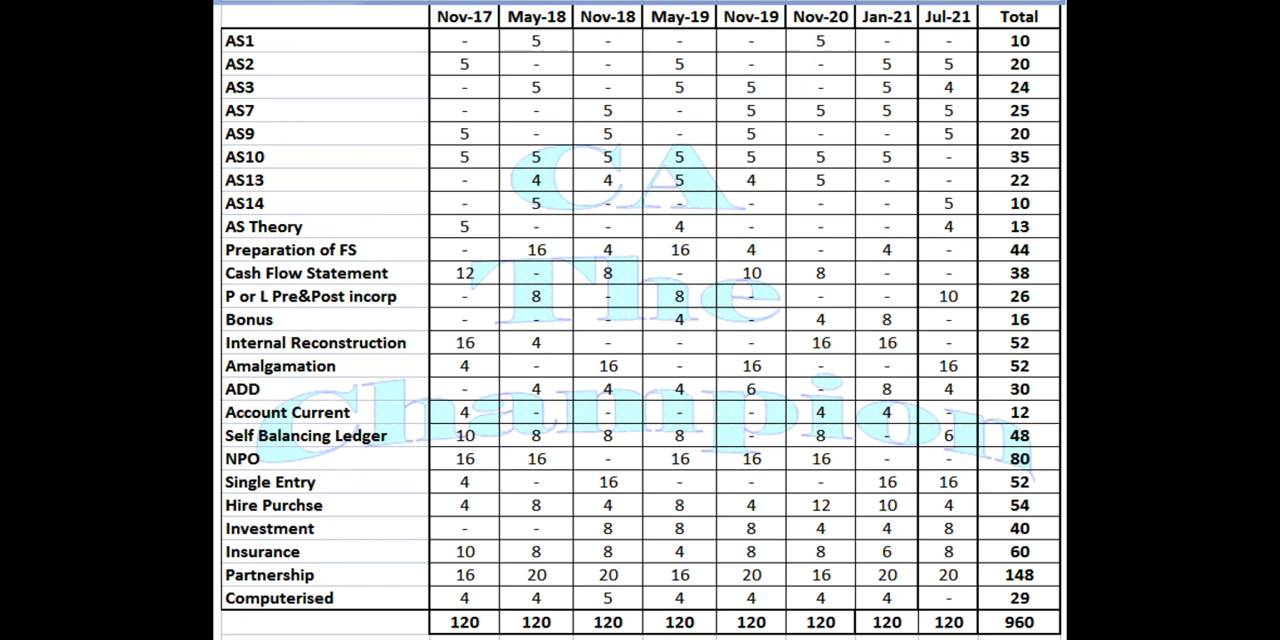 Nov-17 May-18 Nov-18 May-19 Nov-19 Nov-20 Jan-21 Jul-21 Total
AS1 - 5 - - - 5 - - 10
AS2 5 - - 5 - - 5 5 20
AS3 - 5 - 5 5 - 5 4 24
AS7 - - 5 - 5 5 5 5 25
AS9 5 - 5 - 5 - - 5 20
AS10 5 5 5 5 5 5 5 - 35
AS13 - 4 4 5 4 5 - - 22
AS14 - 5 - - - - - 5 10
AS Theory 5 - - 4 - - - 4 13
Preparation of FS - 16 4 16 4 - 4 - 44
Cash Flow Statement 12 - 8 - 10 8 - - 38
P or L Pre&Post incorp - 8 - 8 - - - 10 26
Bonus - - - 4 - 4 8 - 16
Internal Reconstruction 16 4 - - - 16 16 - 52
Amalgamation 4 - 16 - 16 - - 16 52
ADD - 4 4 4 6 - 8 4 30
Account Current 4 - - - - 4 4 - 12
Self Balancing Ledger 10 8 8 8 - 8 - 6 48
NPO 16 16 - 16 16 16 - - 80
Single Entry 4 - 16 - - - 16 16 52
Hire Purchse 4 8 4 8 4 12 10 4 54
Investment - - 8 8 8 4 4 8 40
Insurance 10 8 8 4 8 8 6 8 60
Partnership 16 20 20 16 20 16 20 20 148
Computerised 4 4 5 4 4 4 4 - 29
120 120 120 120 120 120 120 120 960
CA
The
Champion